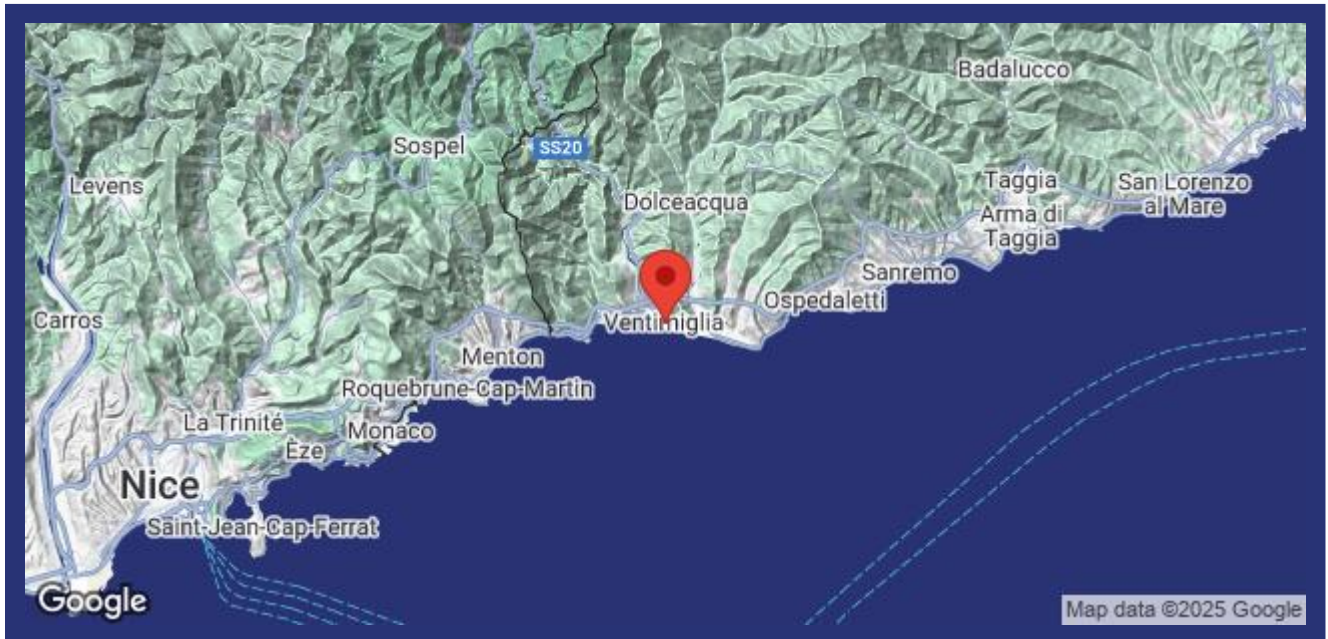 Badalucco
Sospel
SS20
Levens
Taggia
San Lorenzo
al Mare
Dolceacqua
Arma di
Taggia
Sanremo
Ospedaletti
Carros
Ventimiglia
Menton
Roquebrune-Cap-Martin
La Trinité
Monaco
Èze
Nice
Saint-Jean-Cap-Ferrat
Google
Map data ©2025 Google